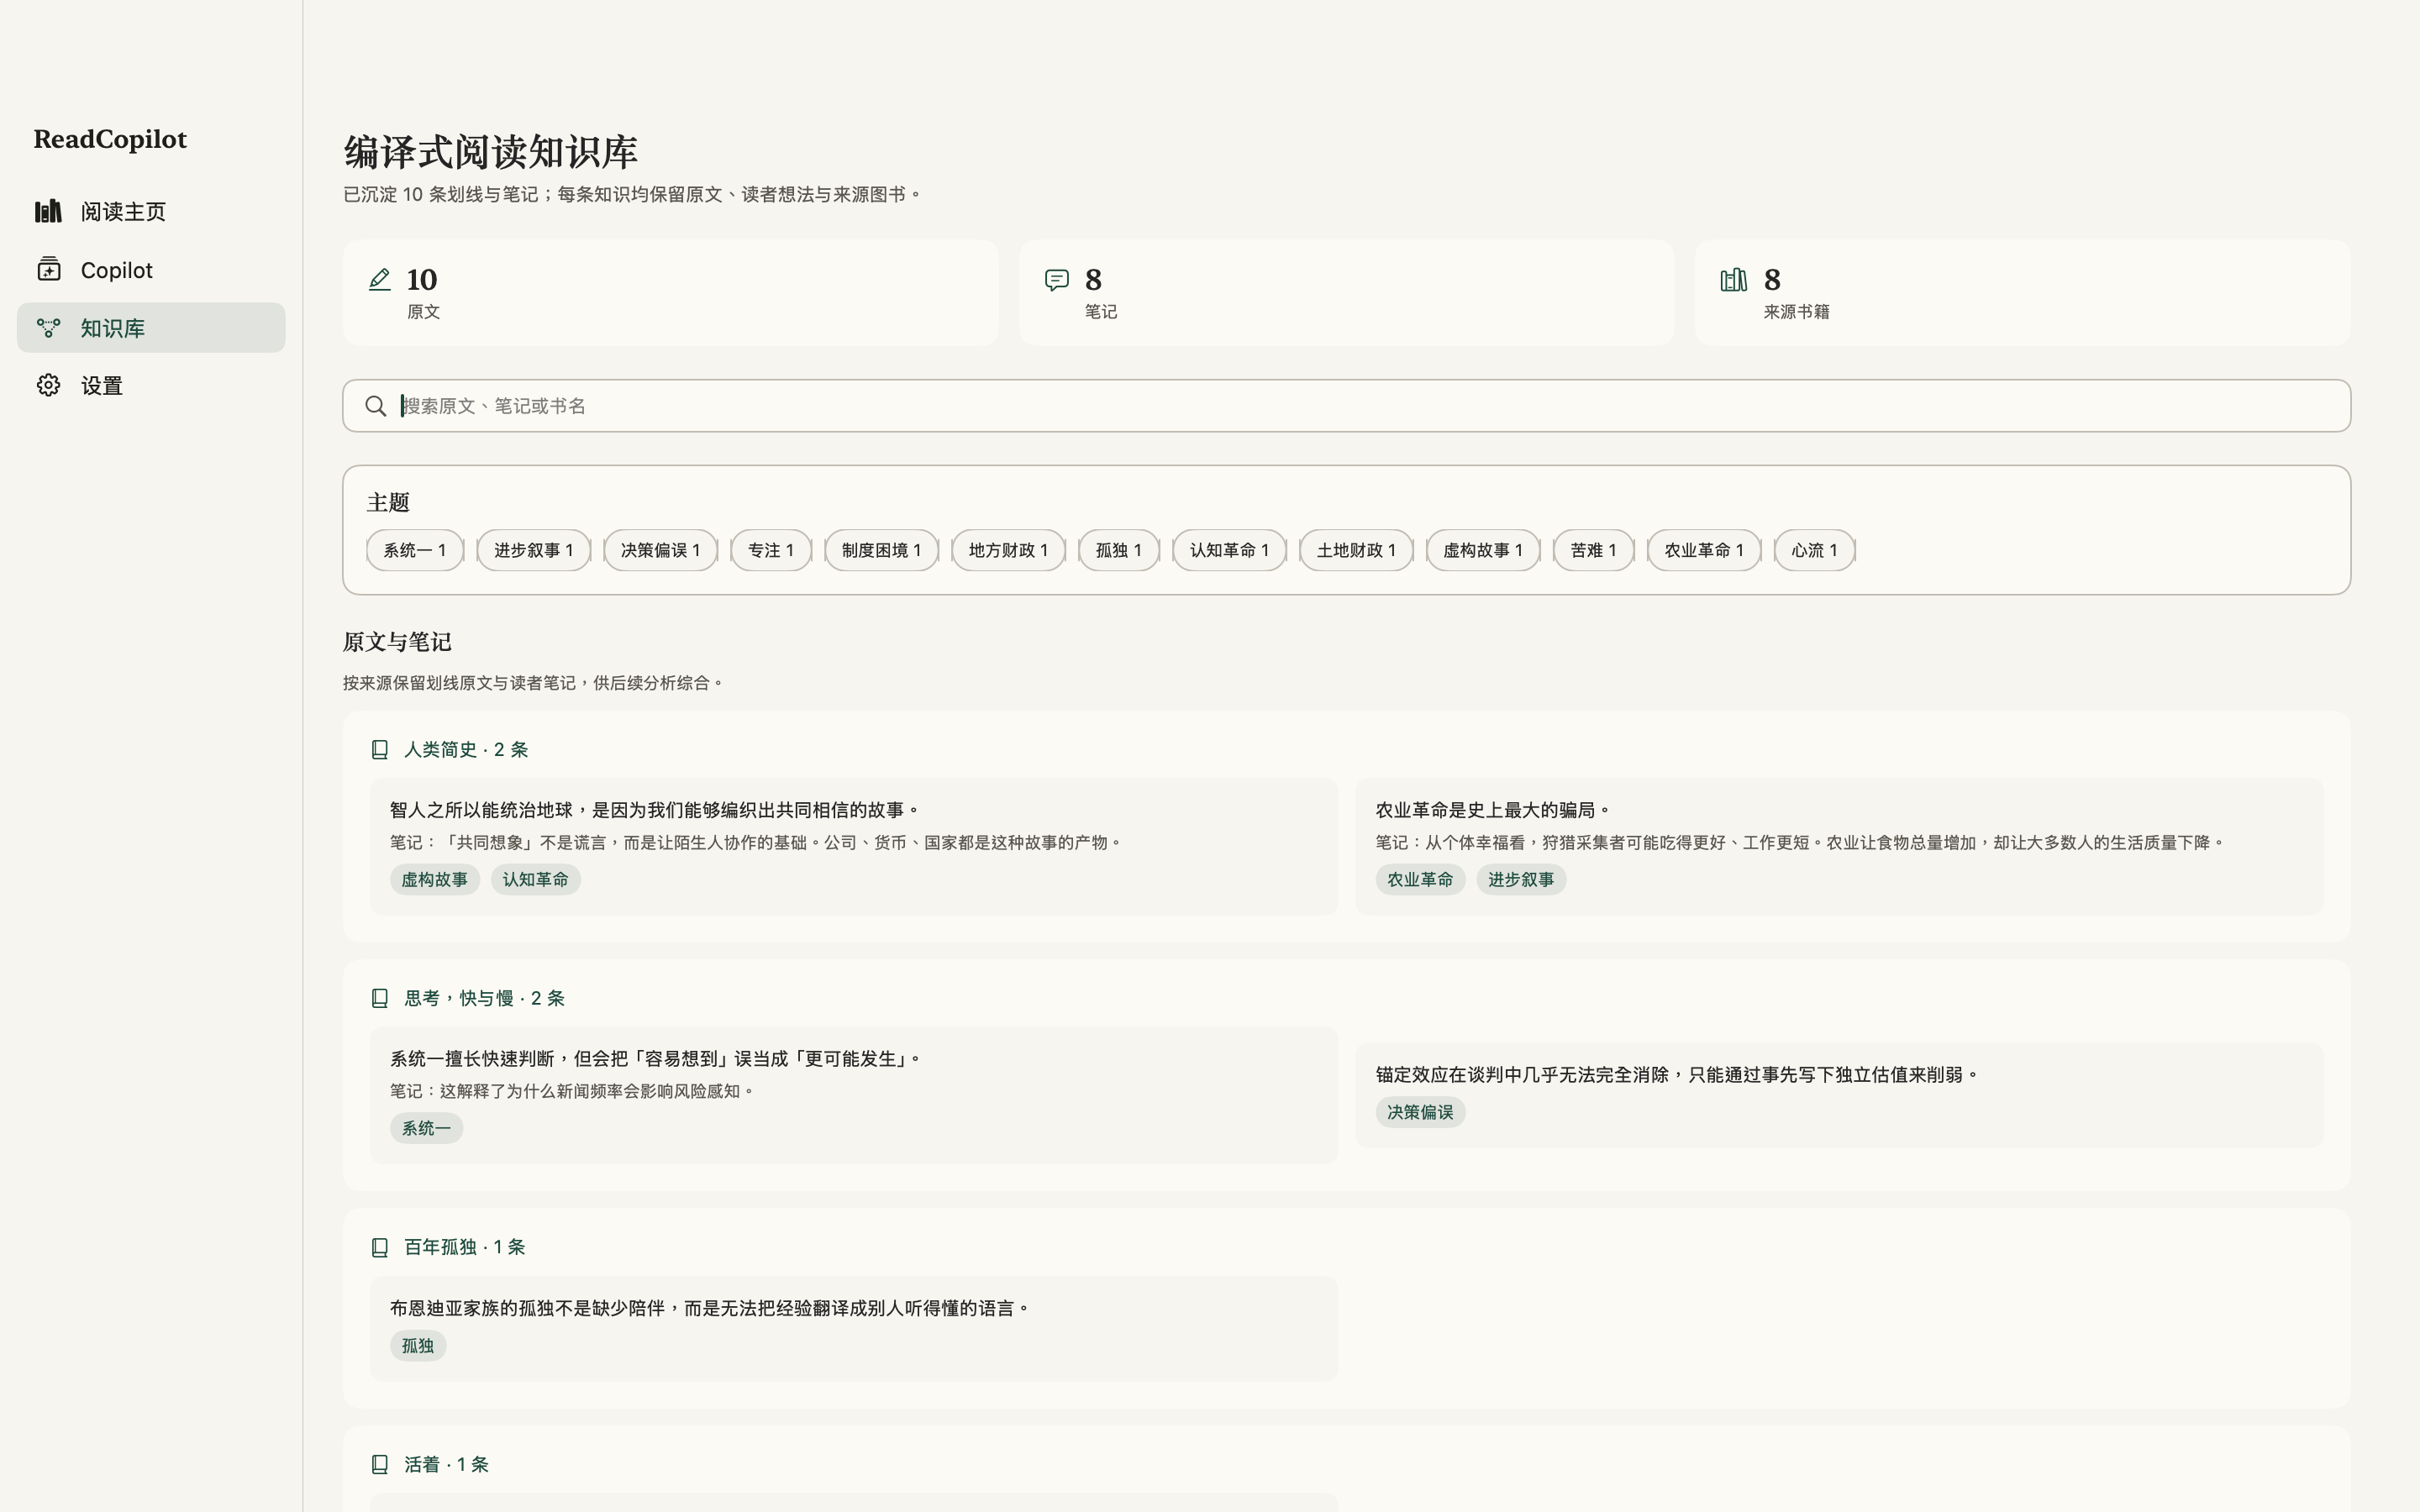 ReadCopilot
阅读主页
Copilot
知识库
设置
编译式阅读知识库
已沉淀 10 条划线与笔记；每条知识均保留原文、读者想法与来源图书。
10
原文
8
笔记
8
来源书籍
搜索原文、笔记或书名
主题
系统一 1
进步叙事 1
决策偏误 1
专注 1
制度困境 1
地方财政 1
孤独 1
认知革命 1
土地财政 1
虚构故事 1
苦难 1
农业革命 1
心流 1
原文与笔记
按来源保留划线原文与读者笔记，供后续分析综合。
人类简史 · 2 条
智人之所以能统治地球，是因为我们能够编织出共同相信的故事。
笔记：「共同想象」不是谎言，而是让陌生人协作的基础。公司、货币、国家都是这种故事的产物。
虚构故事
认知革命
农业革命是史上最大的骗局。
笔记：从个体幸福看，狩猎采集者可能吃得更好、工作更短。农业让食物总量增加，却让大多数人的生活质量下降。
农业革命
进步叙事
思考，快与慢 · 2 条
系统一擅长快速判断，但会把「容易想到」误当成「更可能发生」。
笔记：这解释了为什么新闻频率会影响风险感知。
系统一
锚定效应在谈判中几乎无法完全消除，只能通过事先写下独立估值来削弱。
决策偏误
百年孤独 · 1 条
布恩迪亚家族的孤独不是缺少陪伴，而是无法把经验翻译成别人听得懂的语言。
孤独
活着 · 1 条